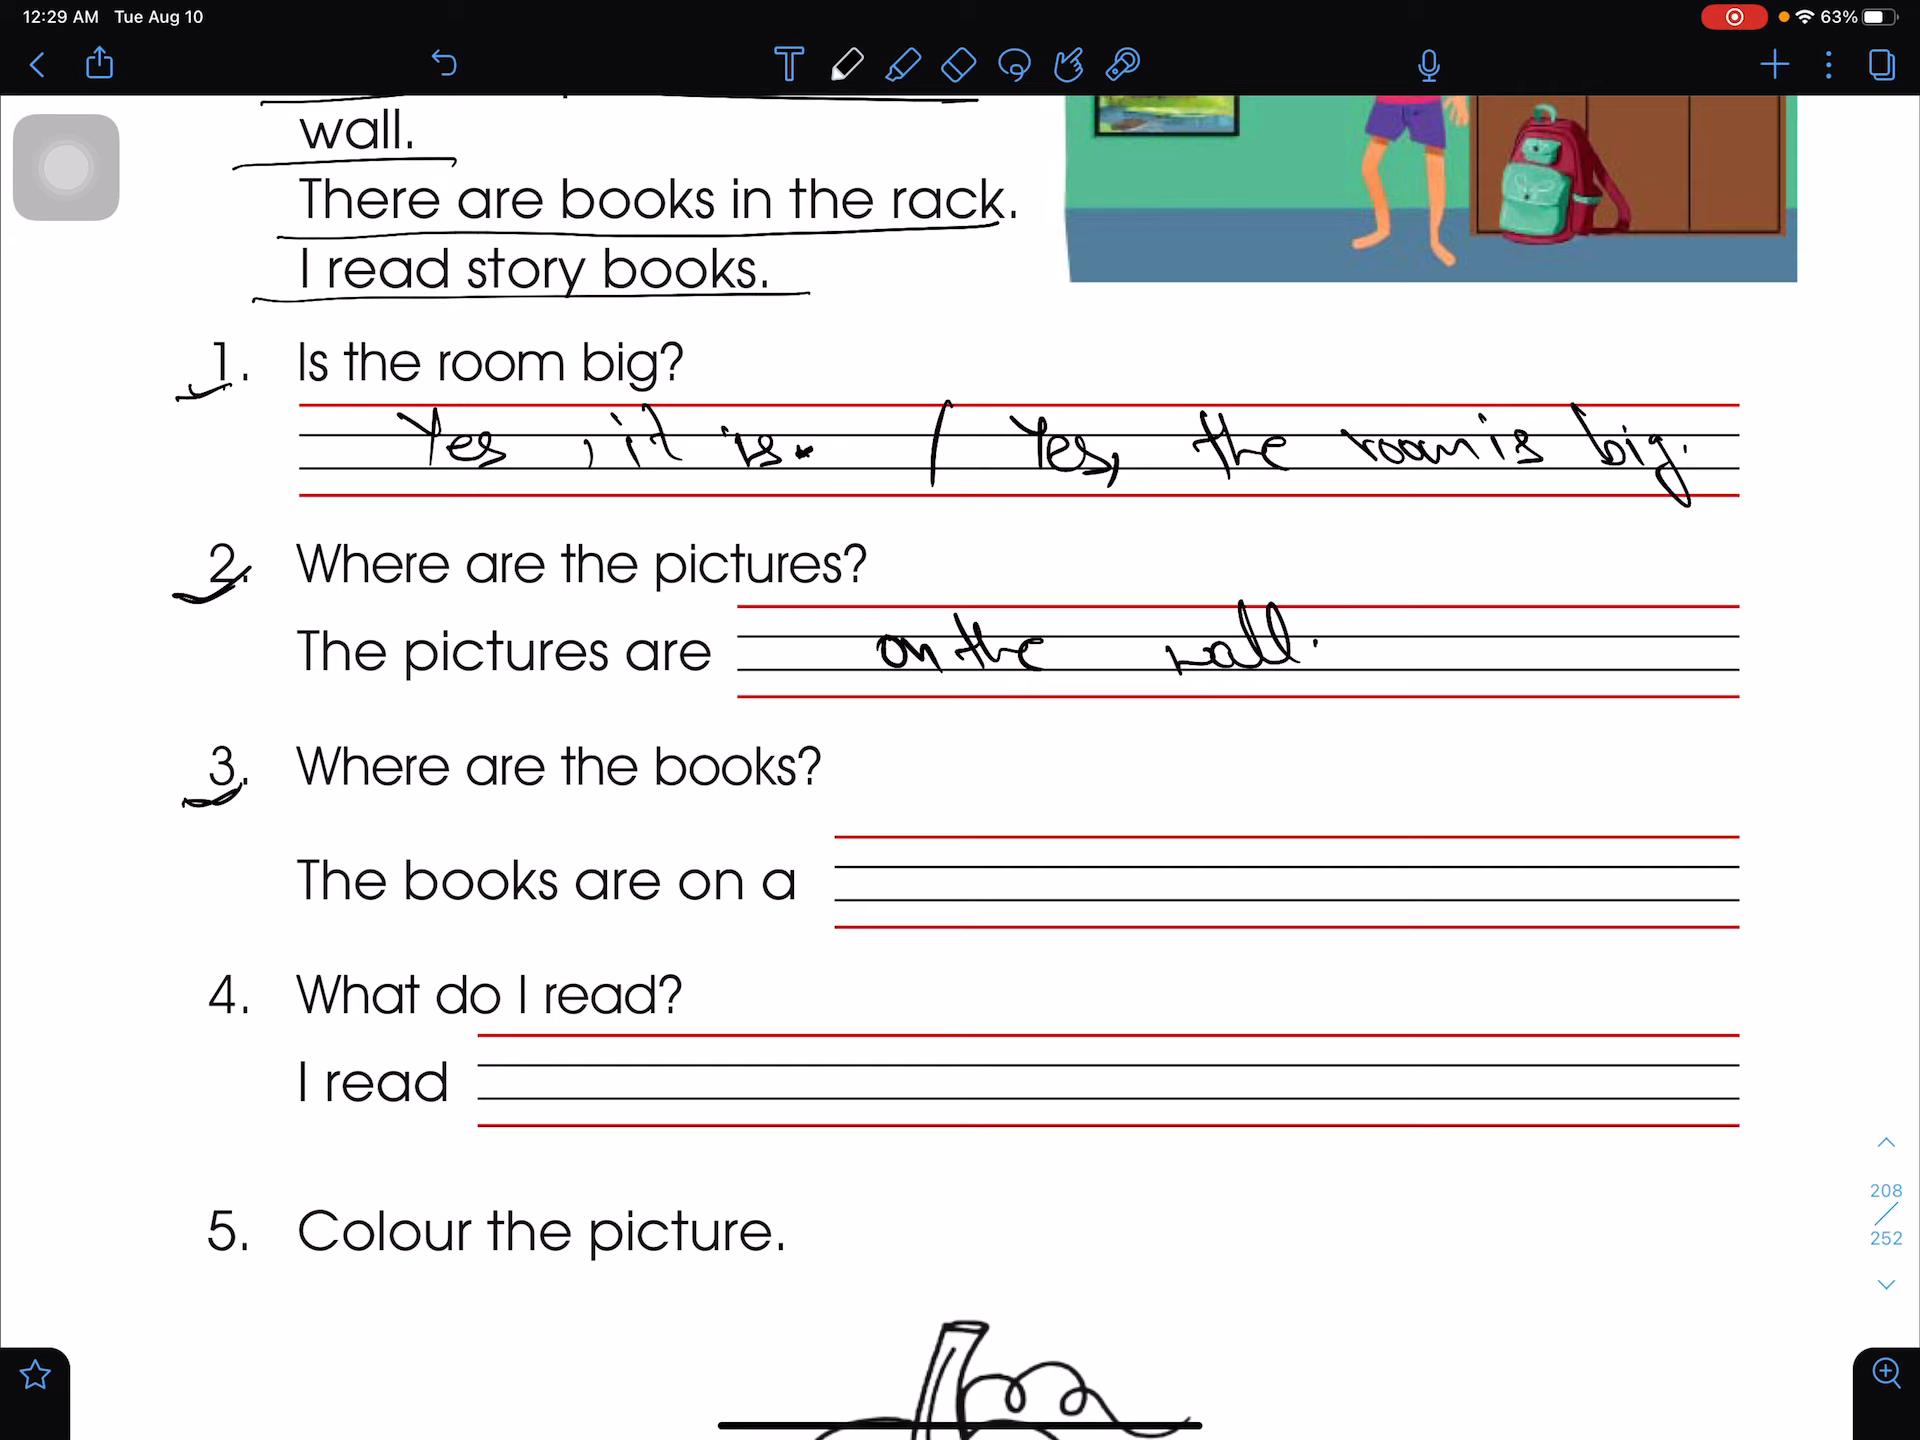 12:29 AM Tue Aug 10
63%
wall.
There are books in the rack.
I read story books.
1. Is the room big?
Yes, it is. / Yes, the room is big.
2. Where are the pictures?
The pictures are on the wall.
3. Where are the books?
The books are on a
4. What do I read?
I read
208
252
5. Colour the picture.